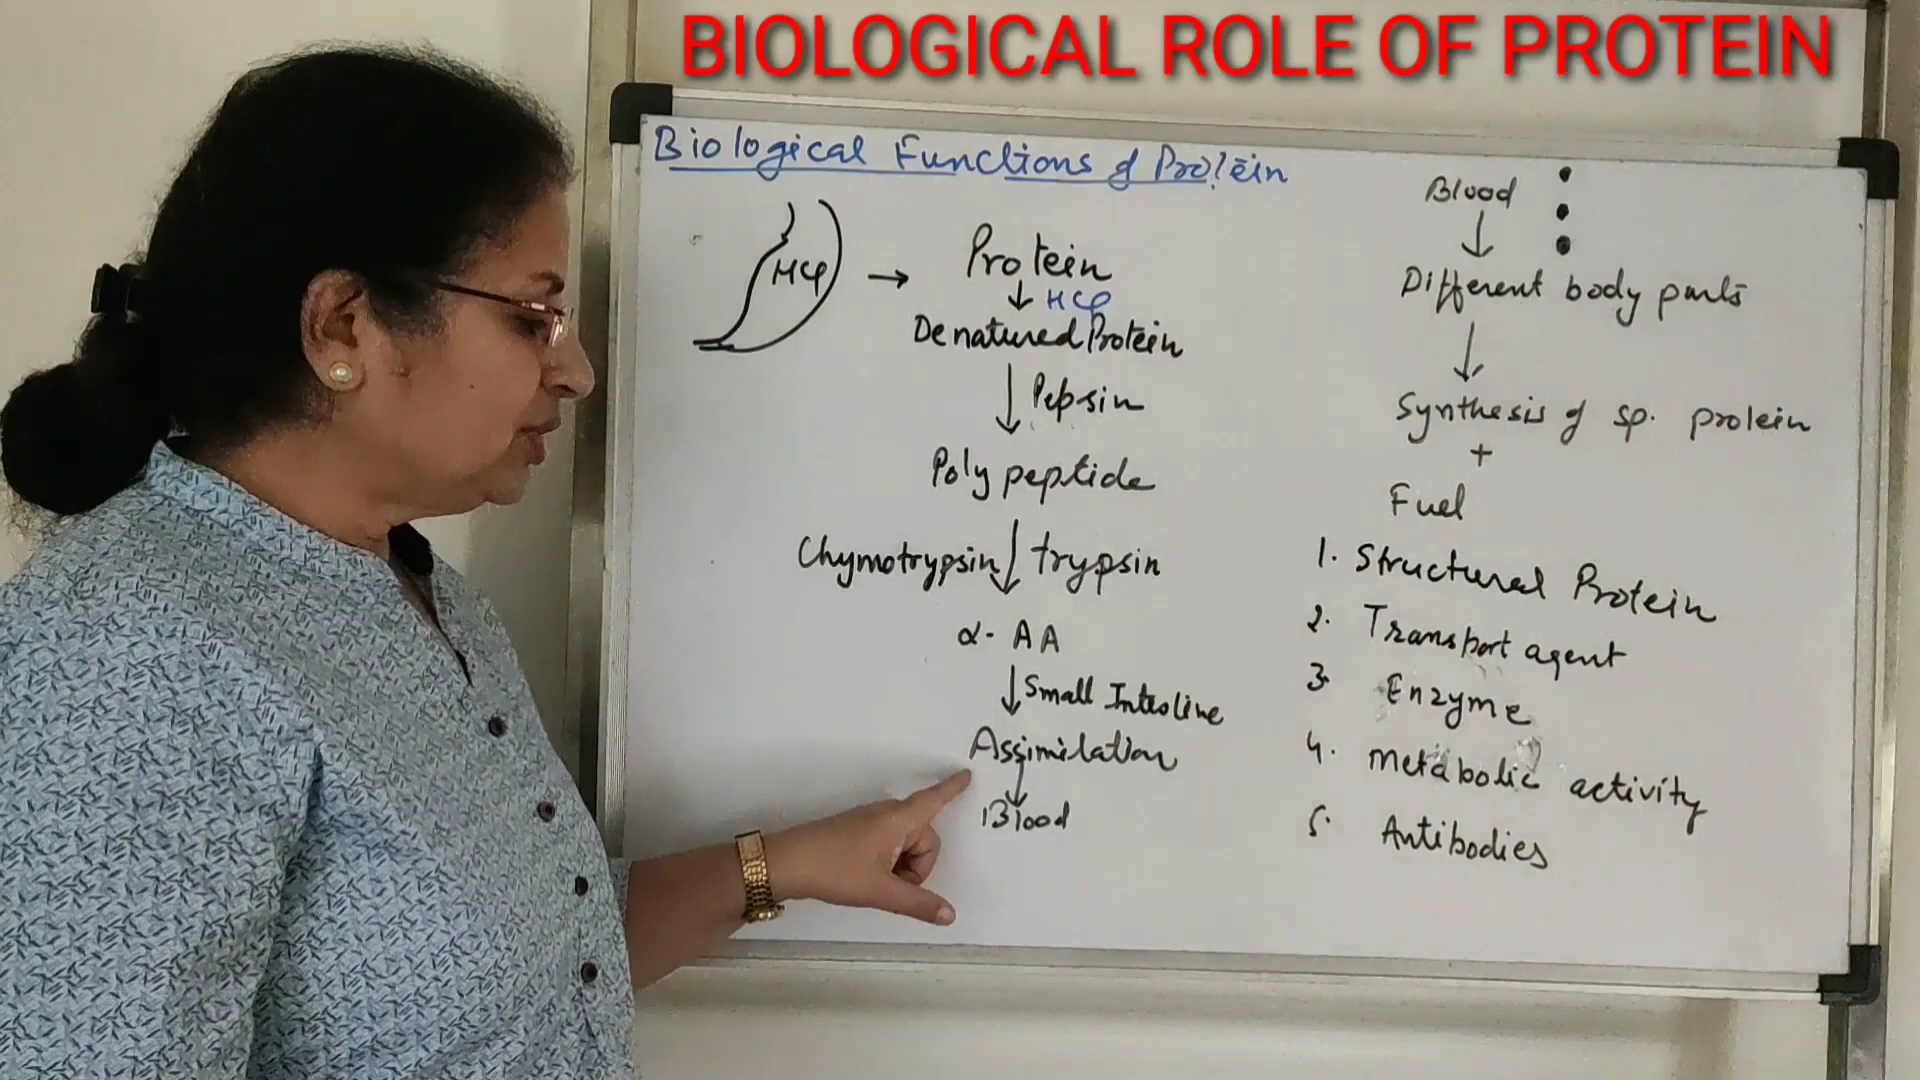 BIOLOGICAL ROLE OF PROTEIN
Biological Functions of Protein
HCl → Protein
↓ HCl
Denatured Protein
↓ Pepsin
Poly peptide
Chymotrypsin ↓ trypsin
α- AA
↓ Small Intestine
Assimilation
↓
Blood
Blood
↓
Different body parts
↓
Synthesis of sp. protein
+
Fuel
1. Structural Protein
2. Transport agent
3. Enzyme
4. Metabolic activity
5. Antibodies